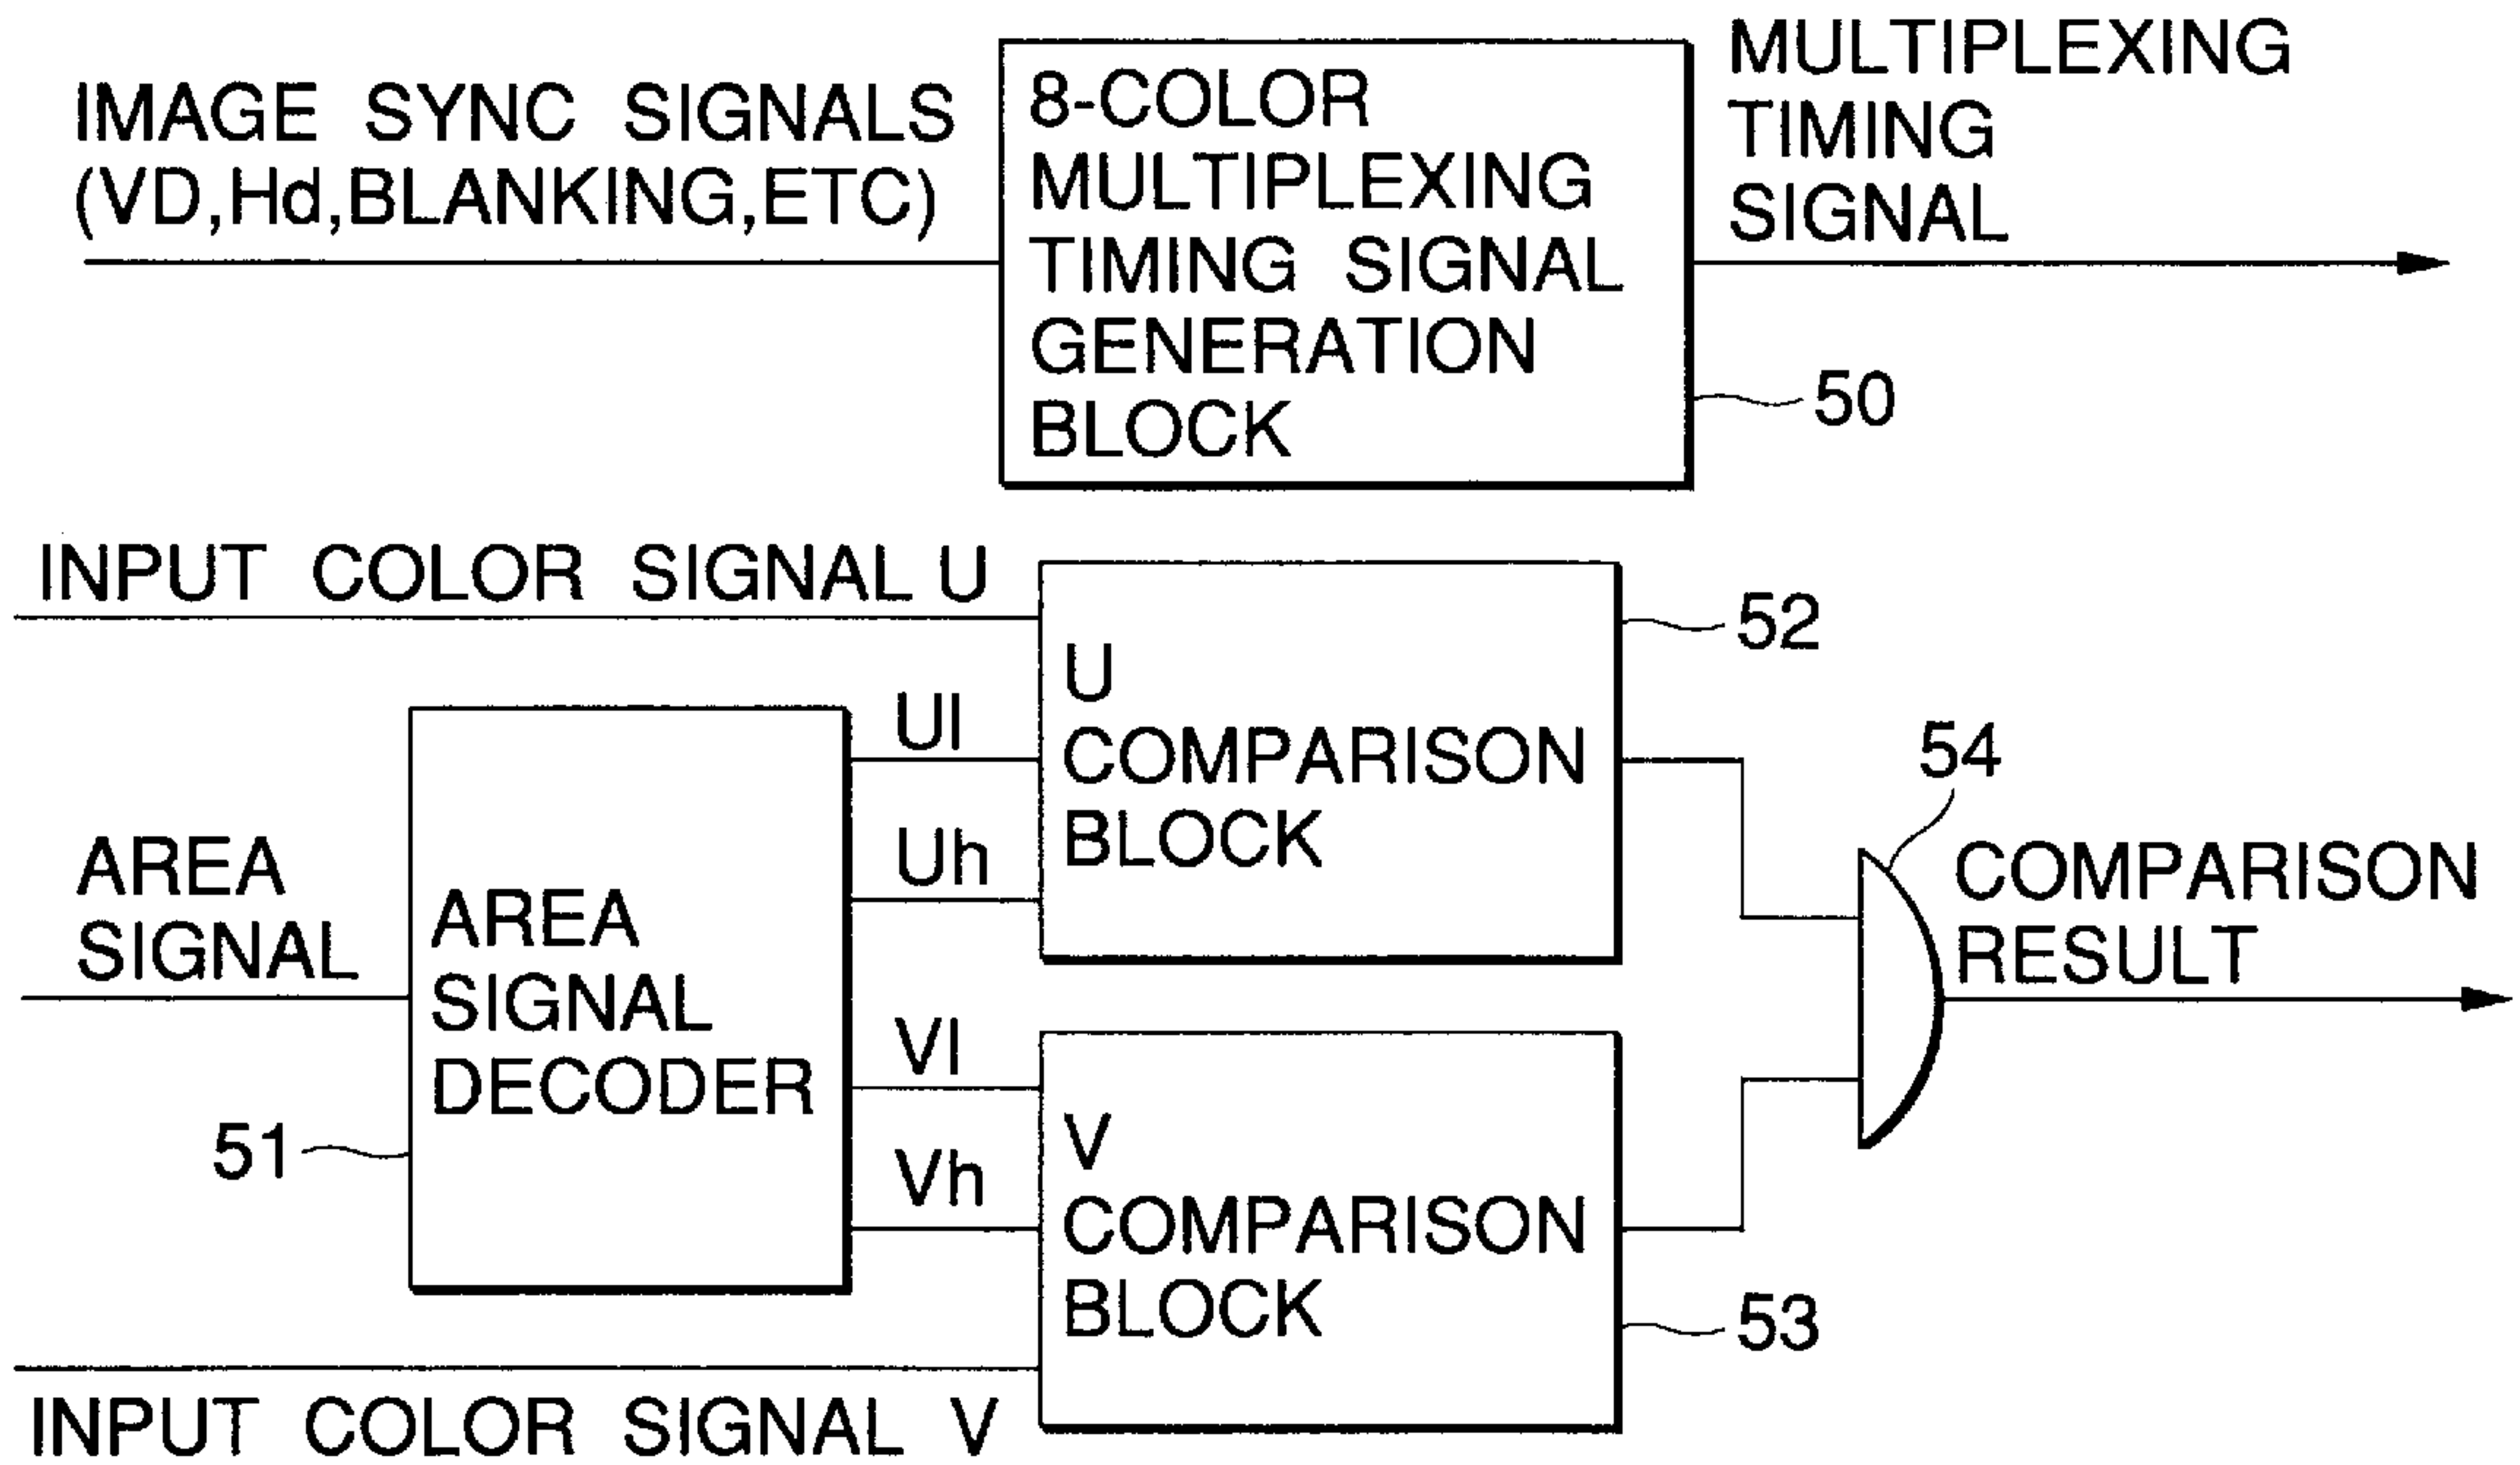 IMAGE SYNC SIGNALS
(VD,Hd,BLANKING,ETC)
8-COLOR
MULTIPLEXING
TIMING SIGNAL
GENERATION
BLOCK
MULTIPLEXING
TIMING
SIGNAL
50
INPUT COLOR SIGNAL U
52
U
COMPARISON
BLOCK
Ul
Uh
54
AREA
SIGNAL
AREA
SIGNAL
DECODER
COMPARISON
RESULT
51
Vl
Vh
V
COMPARISON
BLOCK
53
INPUT COLOR SIGNAL V